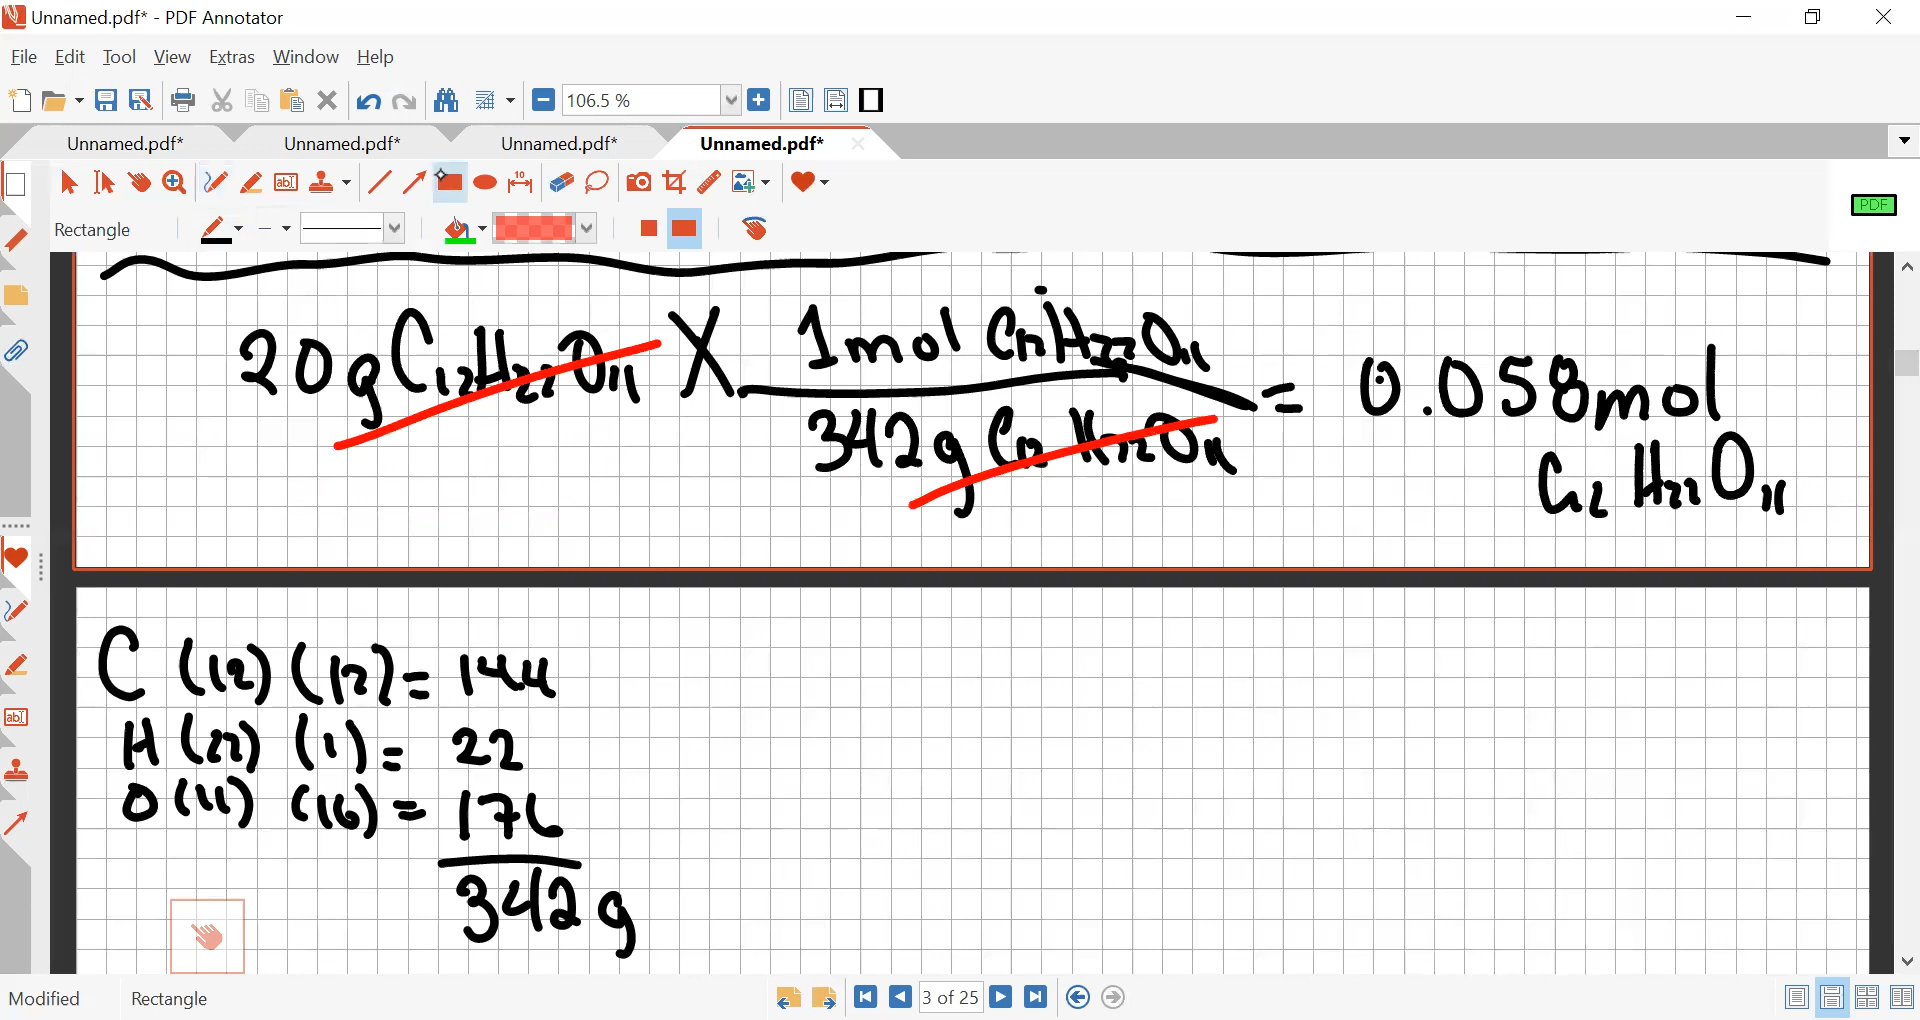 Unnamed.pdf* - PDF Annotator
File Edit Tool View Extras Window Help
106.5 %
Unnamed.pdf* Unnamed.pdf* Unnamed.pdf* Unnamed.pdf*
PDF
Rectangle
20g C₁₂H₂₂O₁₁ X 1mol C₁₂H₂₂O₁₁ = 0.058mol
342g C₁₂H₂₂O₁₁ C₁₂H₂₂O₁₁
C (12) (12) = 144
H (22) (1) = 22
O (11) (16) = 176
342g
Modified Rectangle 3 of 25